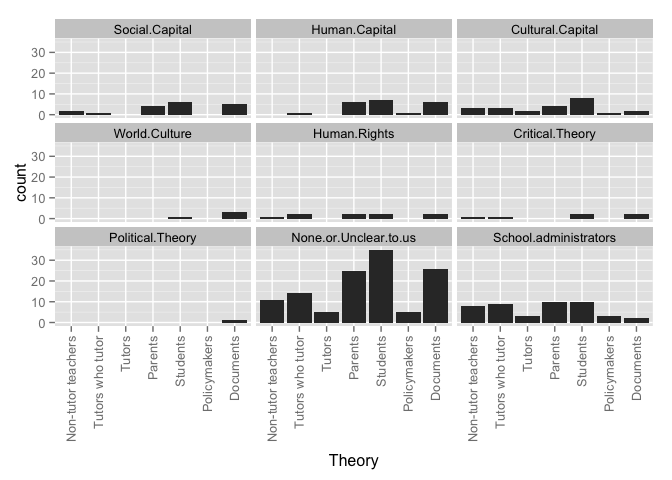 Social.Capital Human.Capital Cultural.Capital
30
20
10
0
World.Culture Human.Rights Critical.Theory
30
20
10
0
Political.Theory None.or.Unclear.to.us School.administrators
30
20
10
0
count
Non-tutor teachers Tutors who tutor Tutors Parents Students Policymakers Documents Non-tutor teachers Tutors who tutor Tutors Parents Students Policymakers Documents Non-tutor teachers Tutors who tutor Tutors Parents Students Policymakers Documents
Theory